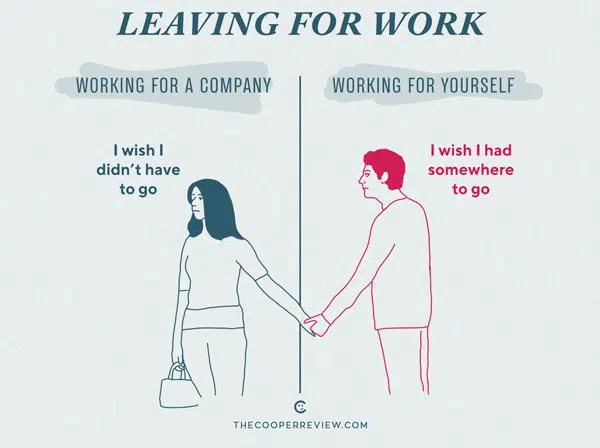 LEAVING FOR WORK
WORKING FOR A COMPANY
WORKING FOR YOURSELF
I wish I
didn't have
to go
I wish I had
somewhere
to go
THECOOPERREVIEW.COM